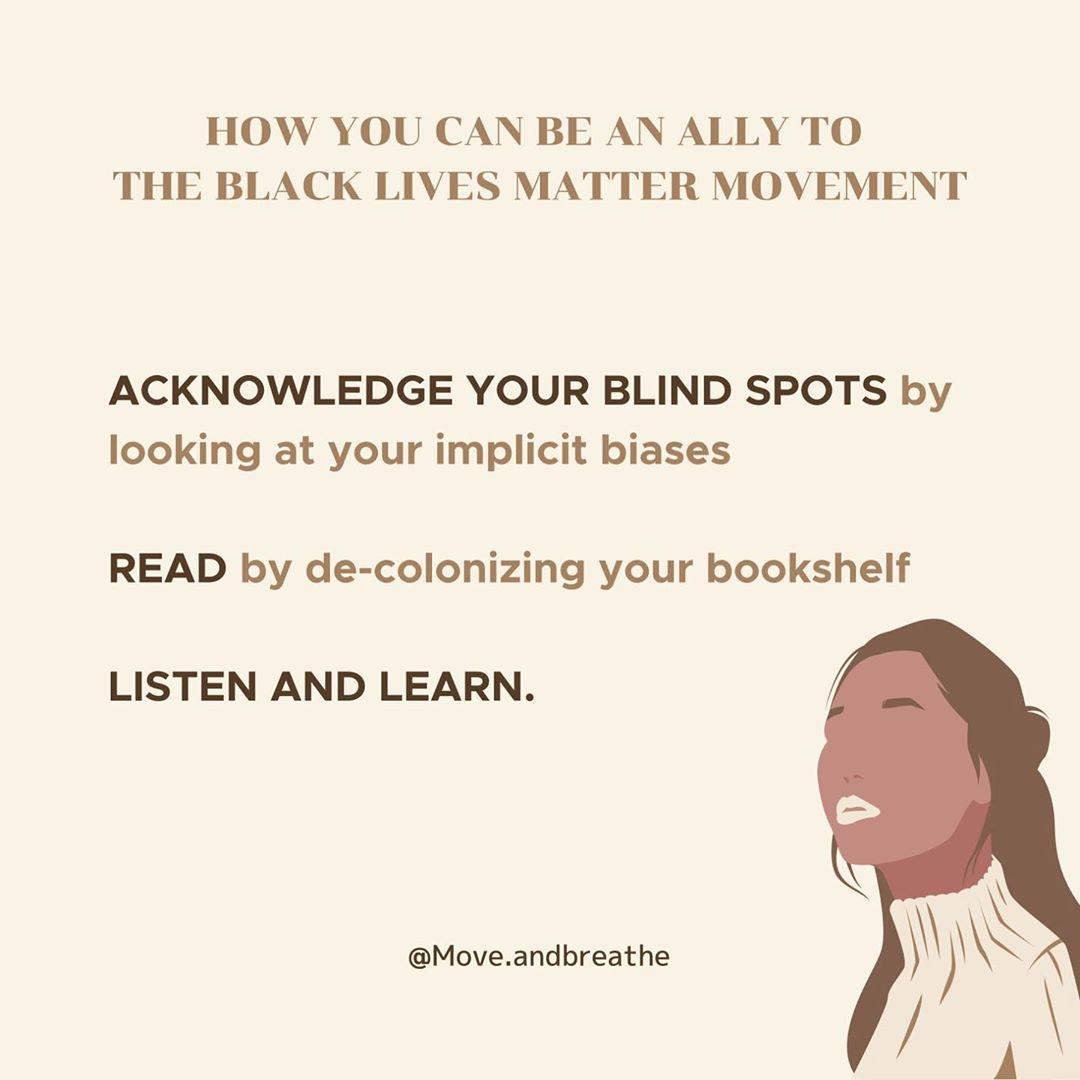 HOW YOU CAN BE AN ALLY TO
THE BLACK LIVES MATTER MOVEMENT
ACKNOWLEDGE YOUR BLIND SPOTS by
looking at your implicit biases
READ by de-colonizing your bookshelf
LISTEN AND LEARN.
@Move.andbreathe